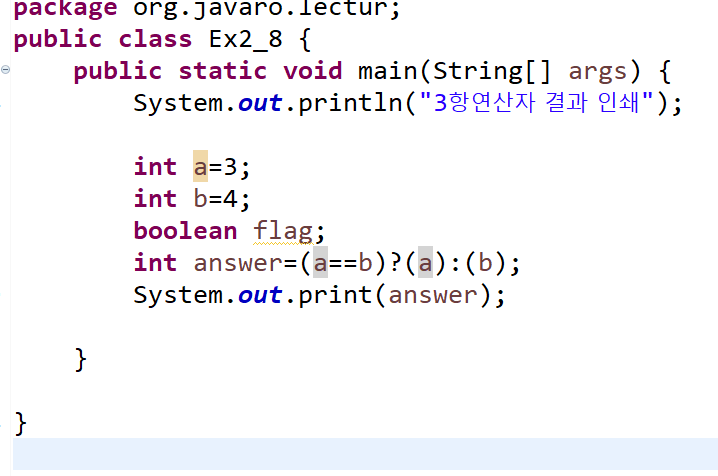 package org.javaro.lectur;
public class Ex2_8 {
public static void main(String[] args) {
System.out.println("3항연산자 결과 인쇄");
int a=3;
int b=4;
boolean flag;
int answer=(a==b)?(a):(b);
System.out.print(answer);
}
}